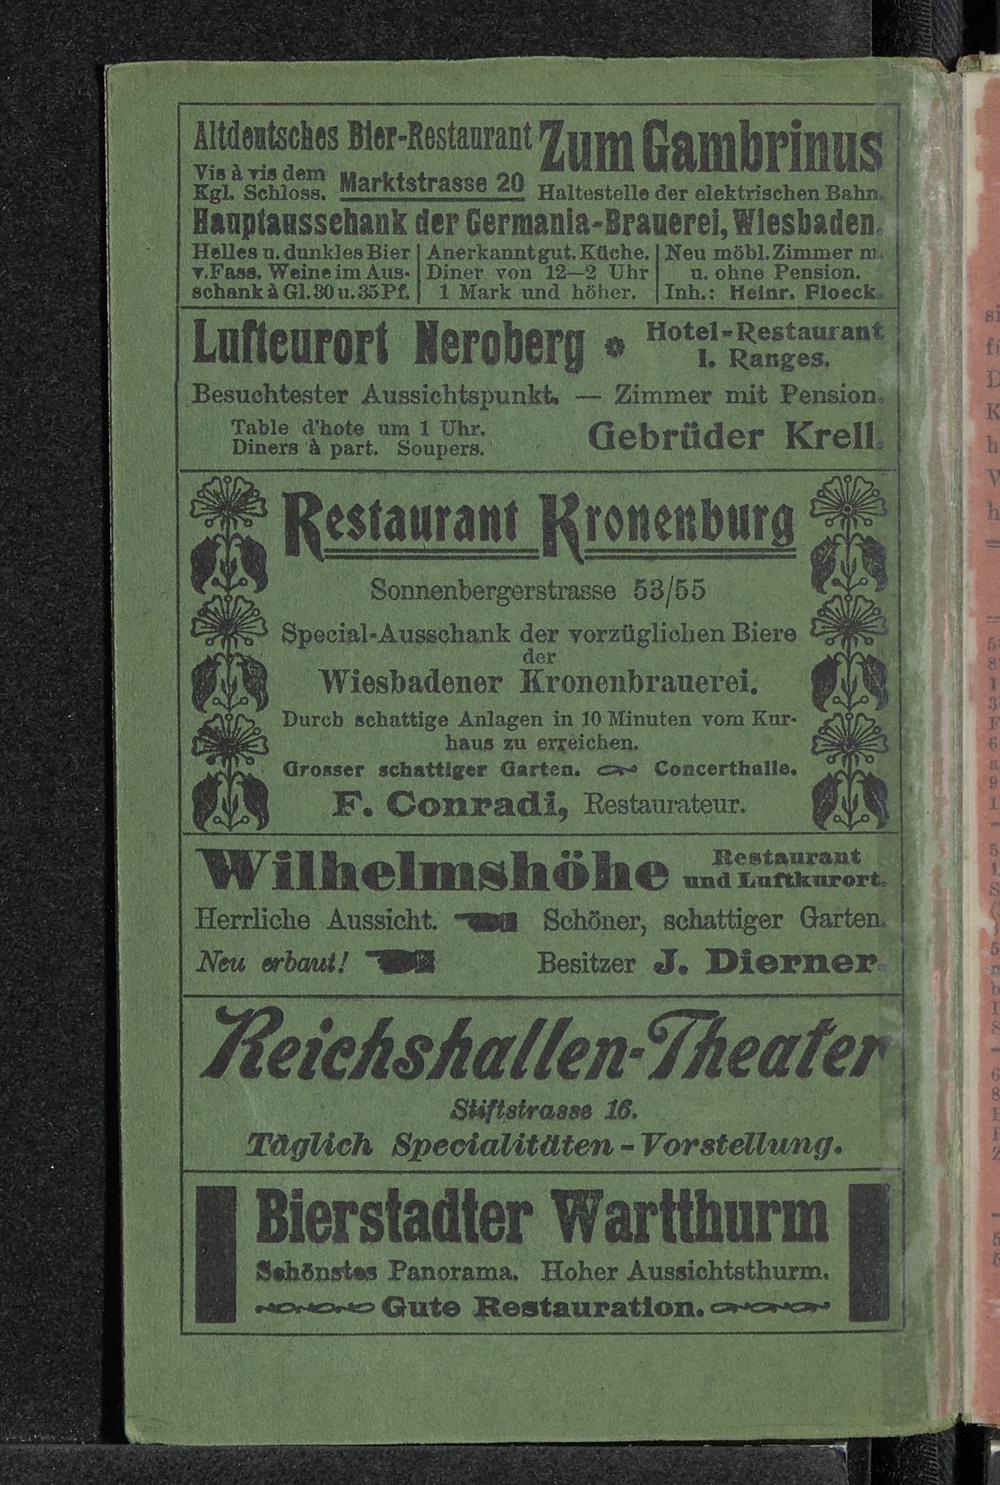 Altdeutsches Bier-Restaurant Zum Gambrinus
Vis à vis dem
Kgl. Schloss. Marktstrasse 20 Haltestelle der elektrischen Bahn.
Hauptausschank der Germania-Brauerei, Wiesbaden.
Helles u. dunkles Bier
v. Fass. Weine im Aus-
schank à Gl. 30 u. 35 Pf.
Anerkannt gut. Küche.
Diner von 12—2 Uhr
1 Mark und höher.
Neu möbl. Zimmer m.
u. ohne Pension.
Inh.: Heinr. Floeck.
Luftcurort Neroberg
Hotel-Restaurant
I. Ranges.
Besuchtester Aussichtspunkt. — Zimmer mit Pension.
Table d'hote um 1 Uhr.
Diners à part. Soupers.
Gebrüder Krell.
Restaurant Kronenburg
Sonnenbergerstrasse 53/55
Special-Ausschank der vorzüglichen Biere
der
Wiesbadener Kronenbrauerei.
Durch schattige Anlagen in 10 Minuten vom Kur-
haus zu erreichen.
Grosser schattiger Garten. Concerthalle.
F. Conradi, Restaurateur.
Wilhelmshöhe Restaurant
und Luftkurort.
Herrliche Aussicht. Schöner, schattiger Garten.
Neu erbaut! Besitzer J. Dierner.
Reichshallen-Theater
Stiftstrasse 16.
Täglich Specialitäten-Vorstellung.
Bierstadter Wartthurm
Schönstes Panorama. Hoher Aussichtsthurm.
Gute Restauration.